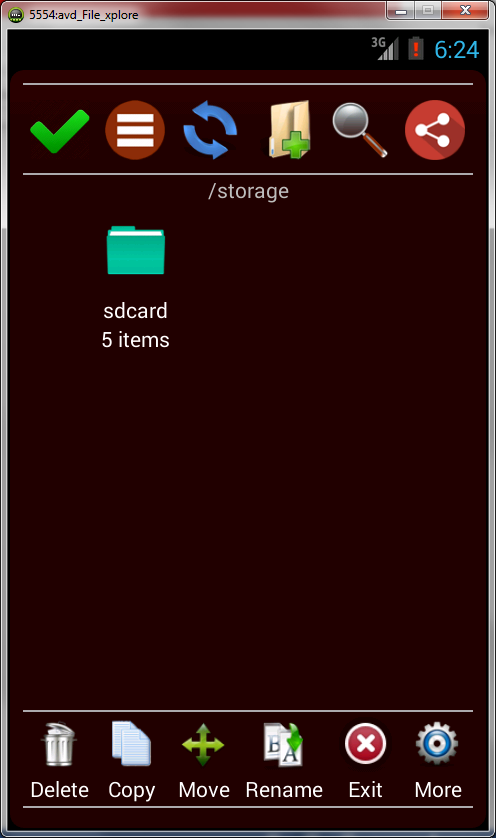 5554:avd_File_xplore
3G 6:24
/storage
sdcard
5 items
B A
Delete Copy Move Rename Exit More